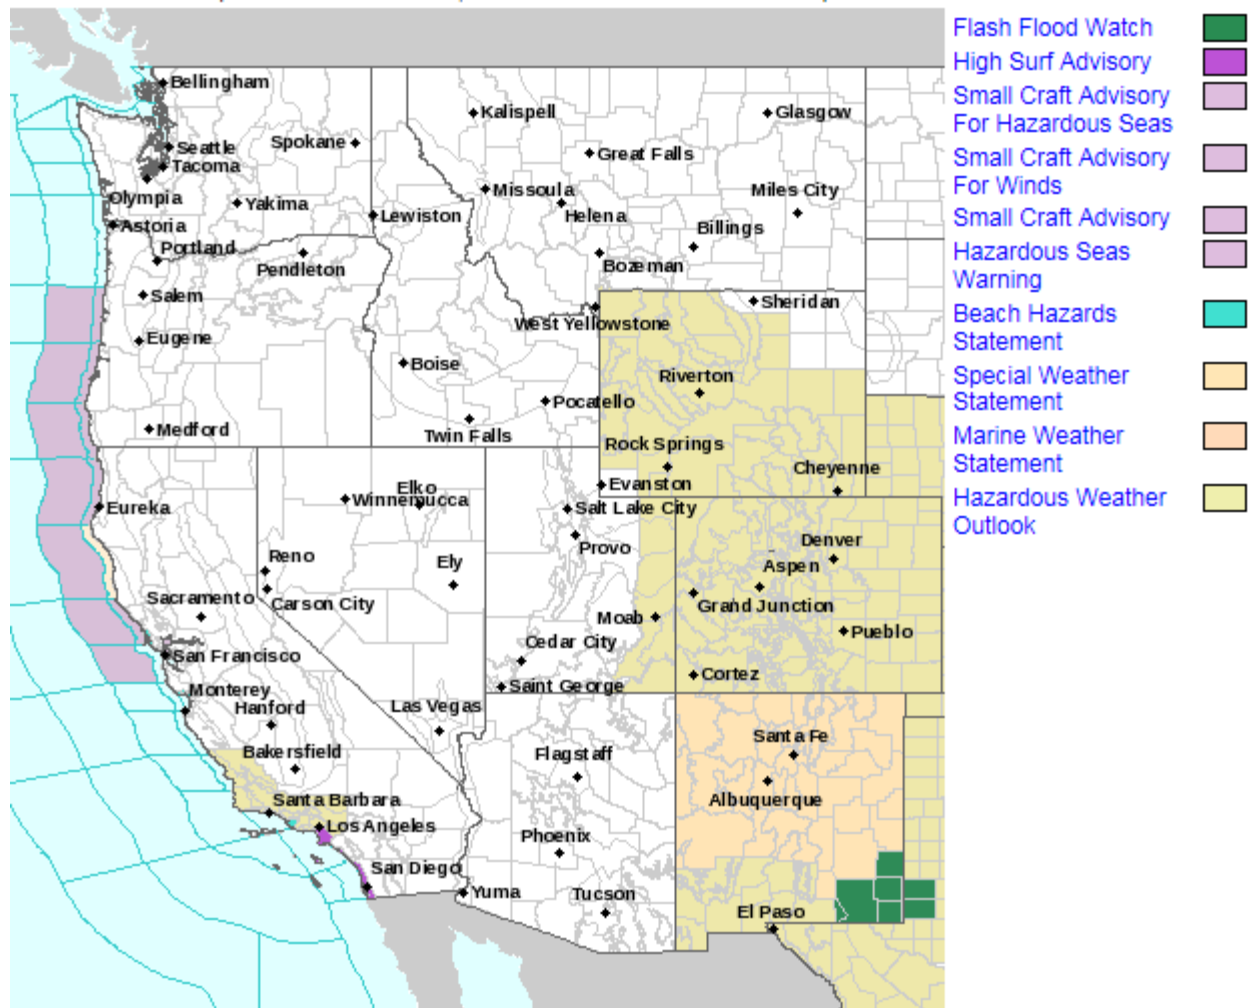 Flash Flood Watch
High Surf Advisory
Small Craft Advisory
For Hazardous Seas
Small Craft Advisory
For Winds
Small Craft Advisory
Hazardous Seas
Warning
Beach Hazards
Statement
Special Weather
Statement
Marine Weather
Statement
Hazardous Weather
Outlook
Bellingham
Kalispell
Glasgow
Seattle
Spokane
Great Falls
Tacoma
Olympia
Yakima
Missoula
Miles City
Lewiston
Helena
Astoria
Billings
Portland
Pendleton
Bozeman
Salem
Sheridan
West Yellowstone
Eugene
Boise
Riverton
Pocatello
Medford
Twin Falls
Rock Springs
Cheyenne
Elko
Winnemucca
Evanston
Eureka
Salt Lake City
Provo
Denver
Reno
Ely
Aspen
Sacramento
Carson City
Grand Junction
Moab
Pueblo
Cedar City
San Francisco
Cortez
Saint George
Monterey
Hanford
Las Vegas
Santa Fe
Bakersfield
Flagstaff
Albuquerque
Santa Barbara
Los Angeles
Phoenix
San Diego
Yuma
Tucson
El Paso